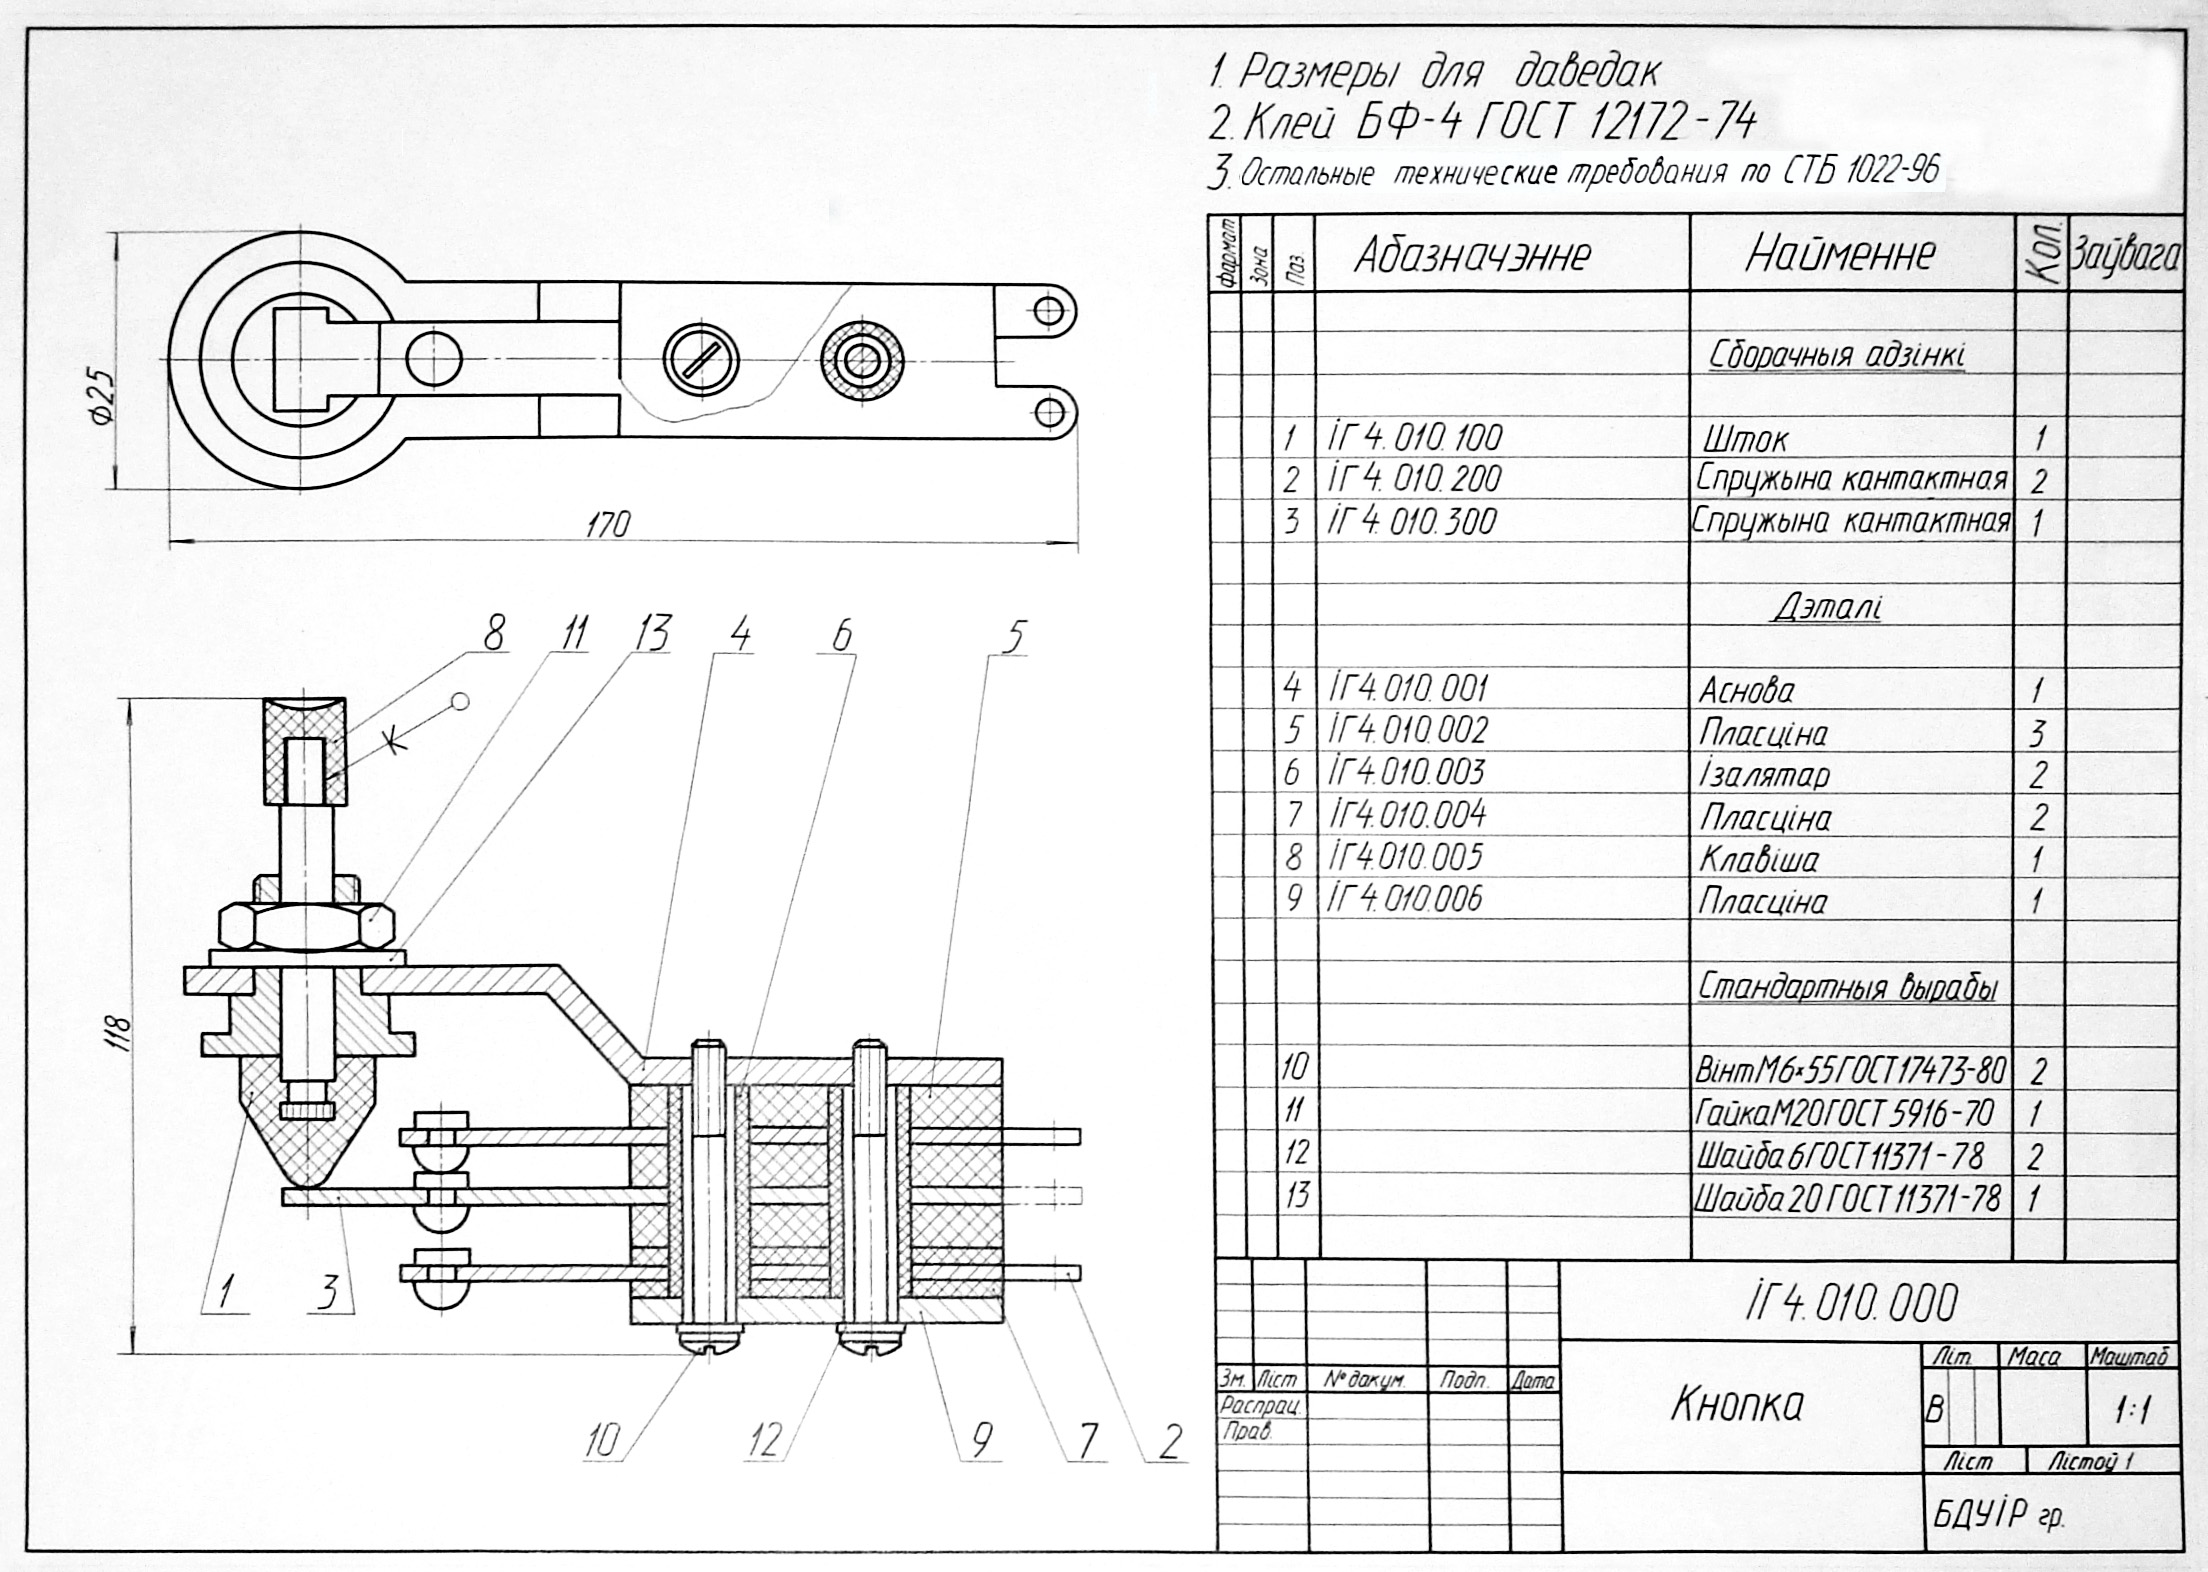 1. Размеры для даведак
2. Клей БФ-4 ГОСТ 12172-74
3. Остальные технические требования по СТБ 1022-96
ф25
170
8 11 13 4 6 5
К
118
1 3
10 12 9 7 2
фармат Зона Паз. Абазначэнне Найменне Кол. Заўвага
Сборачныя адзінкі
1 ІГ4.010.100 Шток 1
2 ІГ4.010.200 Спружына кантактная 2
3 ІГ4.010.300 Спружына кантактная 1
Дэталі
4 ІГ4.010.001 Аснова 1
5 ІГ4.010.002 Пласціна 3
6 ІГ4.010.003 Ізалятар 2
7 ІГ4.010.004 Пласціна 2
8 ІГ4.010.005 Клавіша 1
9 ІГ4.010.006 Пласціна 1
Стандартныя вырабы
10 Вінт М6×55 ГОСТ 17473-80 2
11 Гайка М20 ГОСТ 5916-70 1
12 Шайба 6 ГОСТ 11371-78 2
13 Шайба 20 ГОСТ 11371-78 1
ІГ4.010.000
Літ. Маса Маштаб
Зм. Ліст № дакум. Подп. Дата
Распрац.
Прав.
Кнопка
В 1:1
Ліст Лістоў 1
БДУІР гр.